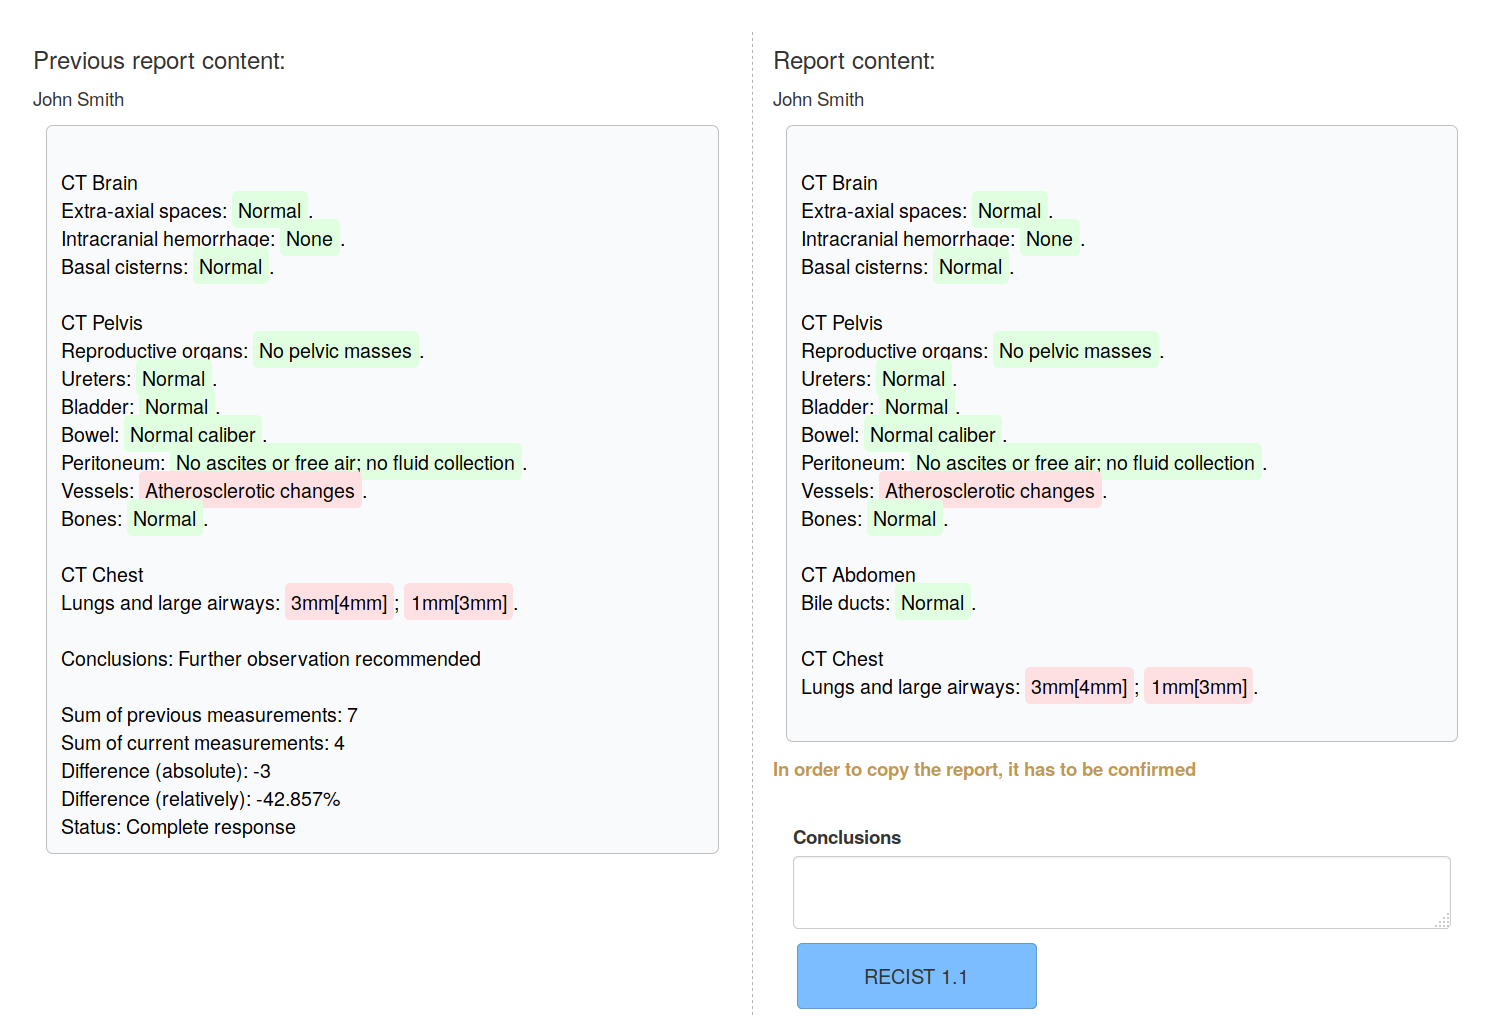 Previous report content:
John Smith
CT Brain
Extra-axial spaces: Normal .
Intracranial hemorrhage: None .
Basal cisterns: Normal .
CT Pelvis
Reproductive organs: No pelvic masses .
Ureters: Normal .
Bladder: Normal .
Bowel: Normal caliber .
Peritoneum: No ascites or free air; no fluid collection .
Vessels: Atherosclerotic changes .
Bones: Normal .
CT Chest
Lungs and large airways: 3mm[4mm] ; 1mm[3mm] .
Conclusions: Further observation recommended
Sum of previous measurements: 7
Sum of current measurements: 4
Difference (absolute): -3
Difference (relatively): -42.857%
Status: Complete response
Report content:
John Smith
CT Brain
Extra-axial spaces: Normal .
Intracranial hemorrhage: None .
Basal cisterns: Normal .
CT Pelvis
Reproductive organs: No pelvic masses .
Ureters: Normal .
Bladder: Normal .
Bowel: Normal caliber .
Peritoneum: No ascites or free air; no fluid collection .
Vessels: Atherosclerotic changes .
Bones: Normal .
CT Abdomen
Bile ducts: Normal .
CT Chest
Lungs and large airways: 3mm[4mm] ; 1mm[3mm] .
In order to copy the report, it has to be confirmed
Conclusions
RECIST 1.1